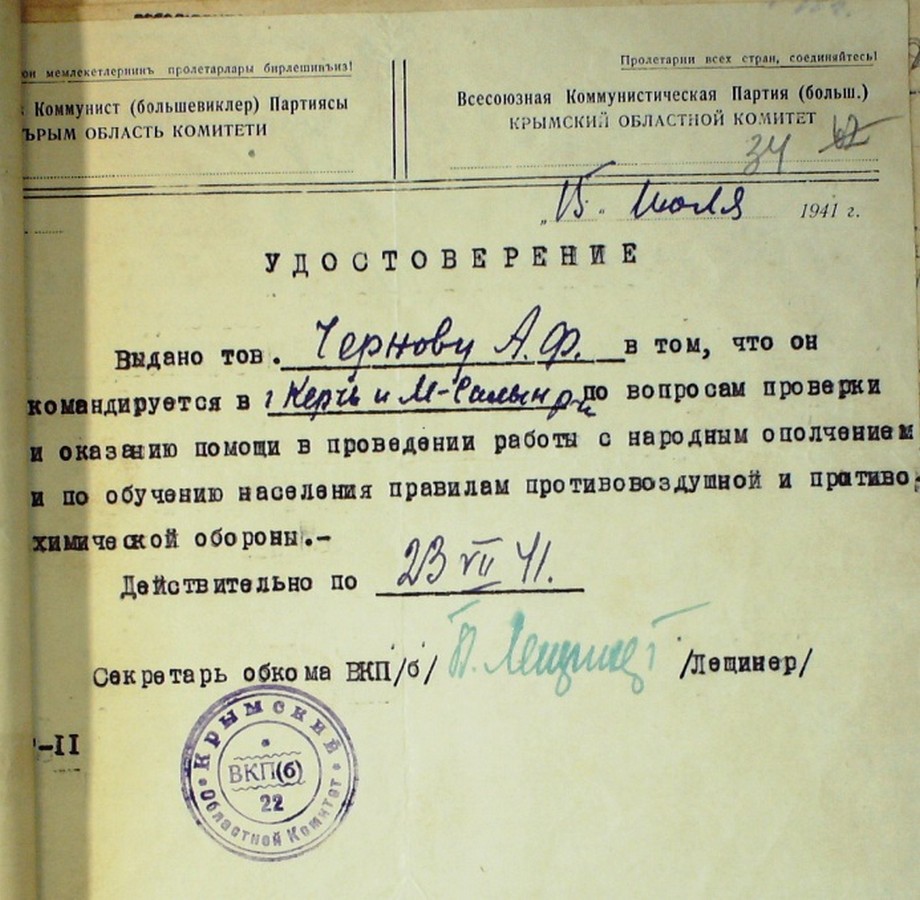 мемлекетлернинъ пролетарлары бирлешинъиз!
Коммунист (большевиклер) Партиясы
ОБЛАСТЬ КОМИТЕТИ
Пролетарии всех стран, соединяйтесь!
Всесоюзная Коммунистическая Партия (больш.)
КРЫМСКИЙ ОБЛАСТНОЙ КОМИТЕТ
34 62
„15“ Июля 1941 г.
УДОСТОВЕРЕНИЕ
Выдано тов. Чернову А.Ф. в том, что он
командируется в г Керчь и М-Салын р-н по вопросам проверки
и оказанию помощи в проведении работы с народным ополчением
и по обучению населения правилам противовоздушной и противо-
химической обороны.-
Действительно по 23 VII 41.
Секретарь обкома ВКП/б/ /Лещинер/
-II
Крымский
ВКП(б)
22
Областной Комитет